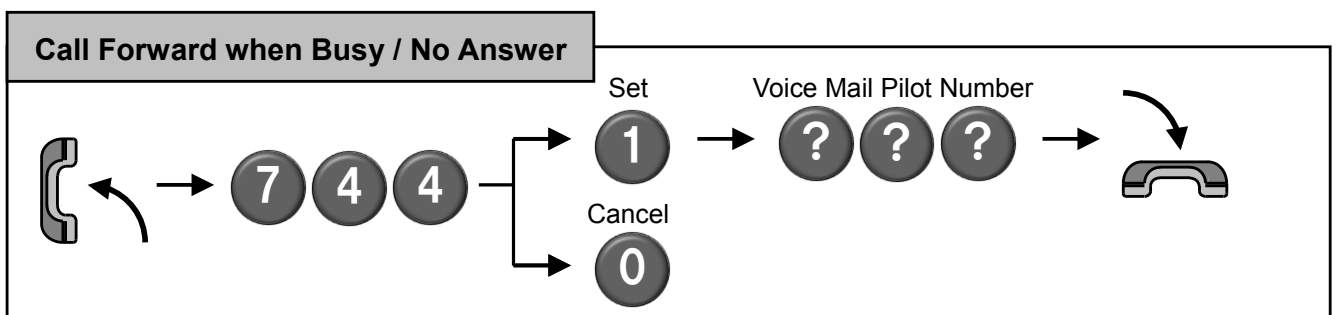 Call Forward when Busy / No Answer
Set Voice Mail Pilot Number
1 ? ? ?
7 4 4
Cancel
0